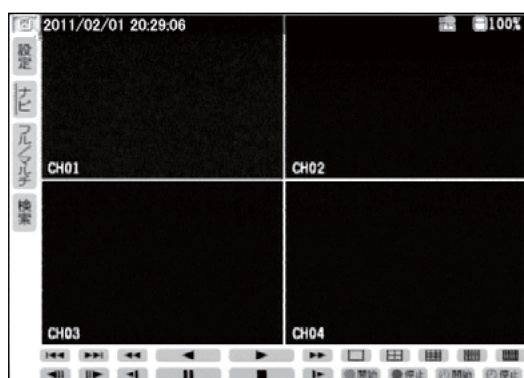 2011/02/01 20:29:06
100%
設定
ナビ
フル/マルチ
検索
CH01
CH02
CH03
CH04
開始
停止
開始
停止